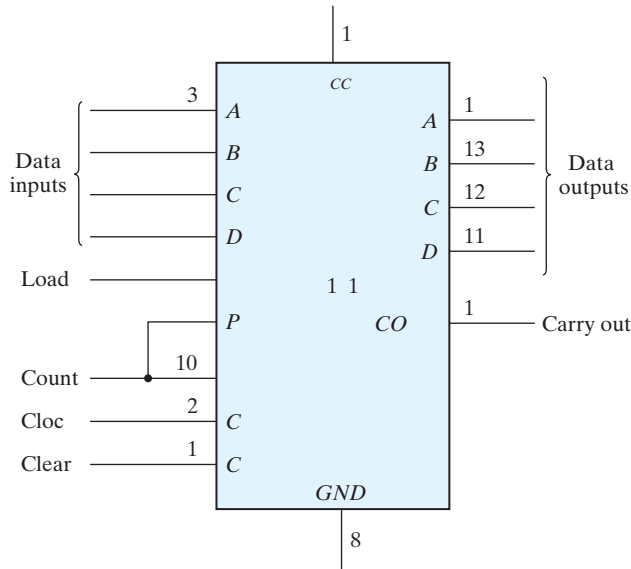 1
CC
3
A
B
C
D
Data
inputs
Load
P
Count
10
Cloc
2
C
Clear
1
C
A
1
B
13
C
12
D
11
Data
outputs
1 1
CO
1
Carry out
GND
8